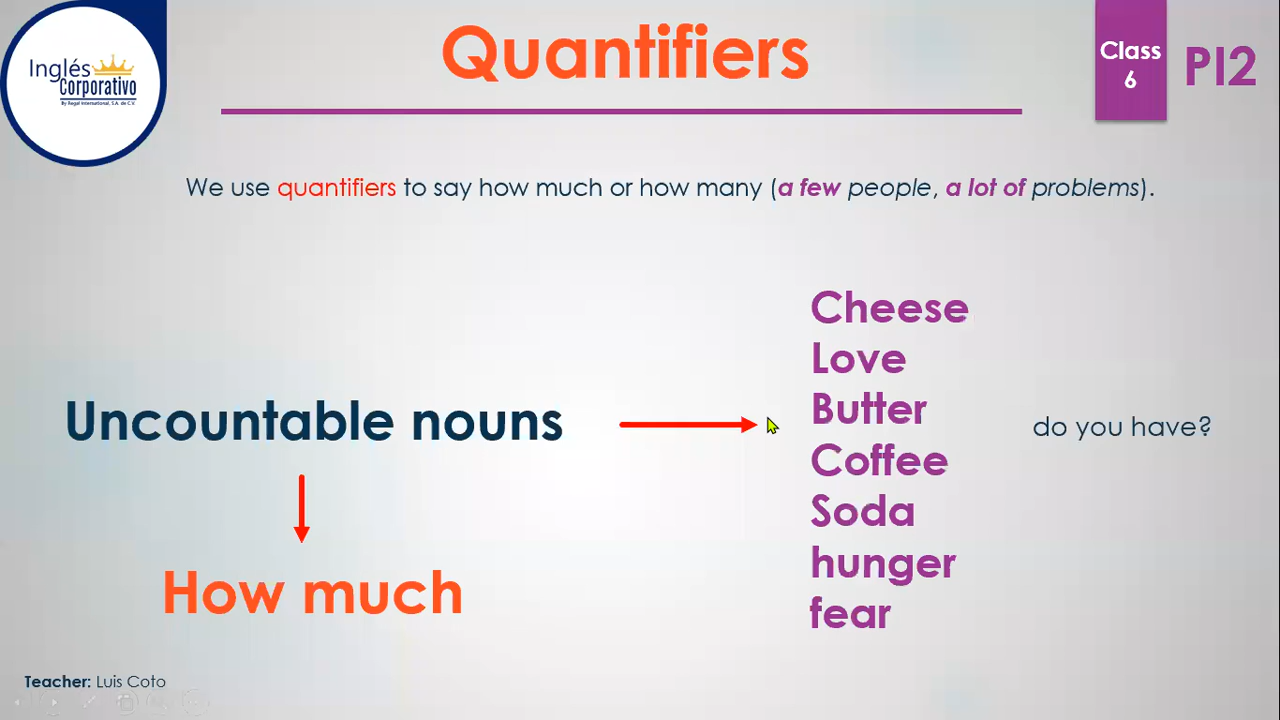 Inglés
Corporativo
By Regal International, S.A. de C.V.
Quantifiers
Class
6
PI2
We use quantifiers to say how much or how many (a few people, a lot of problems).
Uncountable nouns
How much
Cheese
Love
Butter
Coffee
Soda
hunger
fear
do you have?
Teacher: Luis Coto